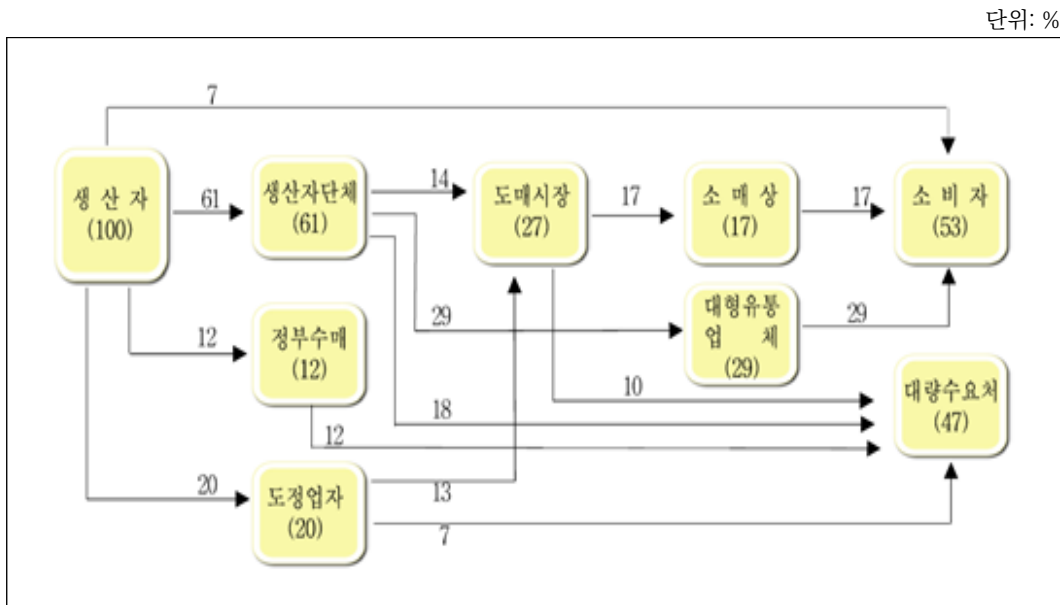 단위: %
7
생 산 자
(100)
61
생산자단체
(61)
14
도매시장
(27)
17
소 매 상
(17)
17
소 비 자
(53)
29
대형유통
업 체
(29)
29
12
정부수매
(12)
10
18
12
대량수요처
(47)
20
도정업자
(20)
13
7